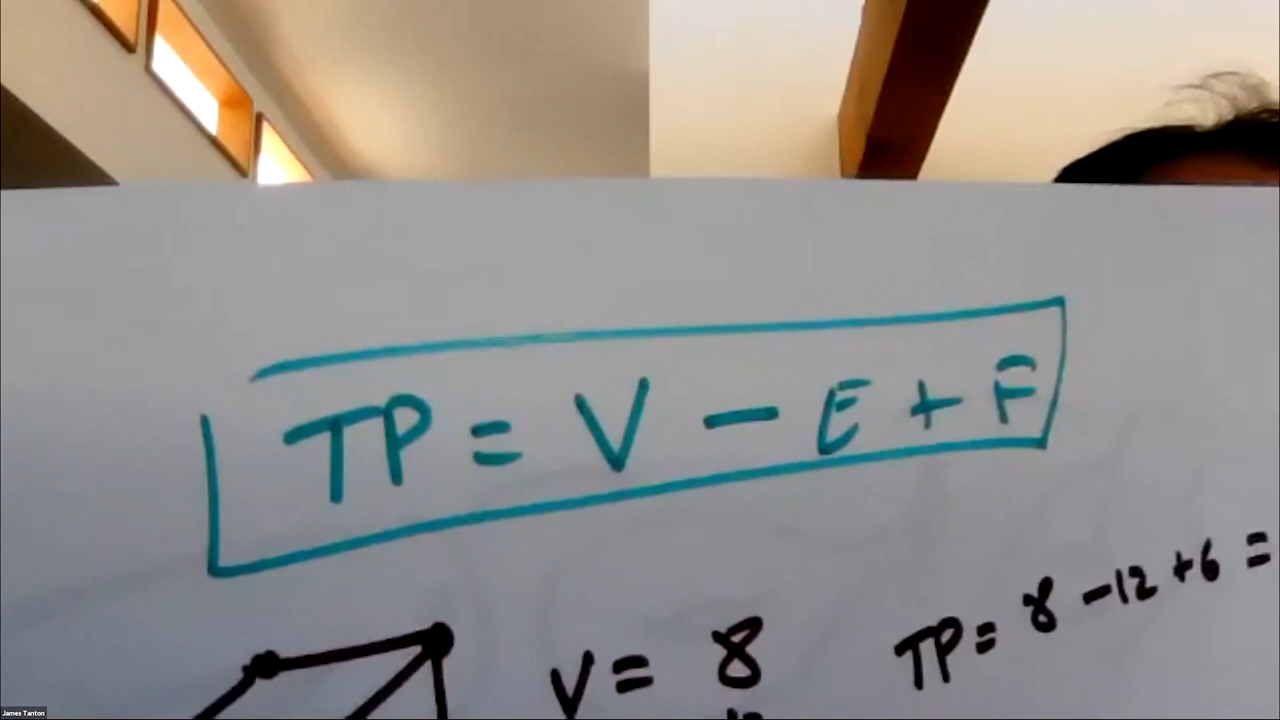 TP = V - E + F
TP = 8 - 12 + 6 =
V = 8
James Tanton